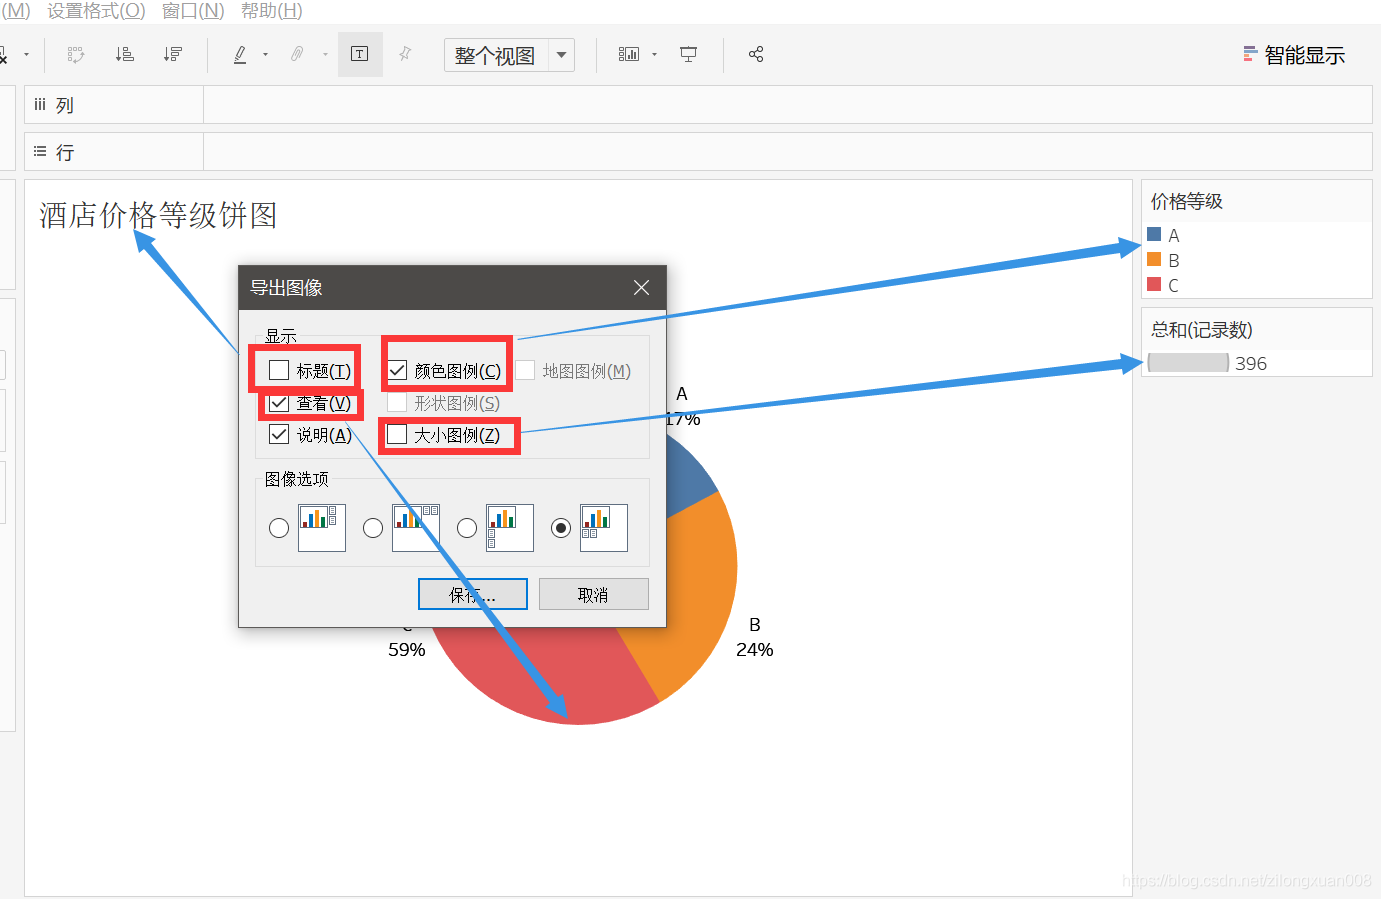 (M) 设置格式(O) 窗口(N) 帮助(H)
整个视图
智能显示
列
行
酒店价格等级饼图
价格等级
A
B
C
总和(记录数)
396
导出图像
显示
标题(T)
颜色图例(C)
地图图例(M)
查看(V)
形状图例(S)
说明(A)
大小图例(Z)
图像选项
保存...
取消
A
17%
B
24%
C
59%
https://blog.csdn.net/zilongxuan008